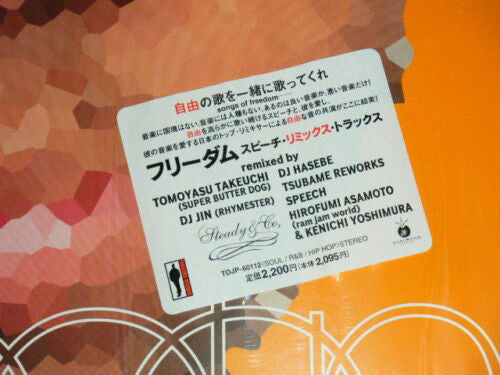 自由の歌を一緒に歌ってくれ
songs of freedom
音楽に国境はない、音楽には人種もない、あるのは良い音楽か、悪い音楽だけ!
自由を高らかに歌い続けるスピーチと、彼を愛し、
彼の音楽を愛する日本のトップ・リミキサーによる自由な音の共演がここに結実!
フリーダム スピーチ・リミックス・トラックス
remixed by
TOMOYASU TAKEUCHI
(SUPER BUTTER DOG)
DJ JIN (RHYMESTER)
Steady & Co.
DJ HASEBE
TSUBAME REWORKS
SPEECH
HIROFUMI ASAMOTO
(ram jam world)
& KENICHI YOSHIMURA
TOJP-60112〈SOUL / R&B / HIP HOP〉STEREO
定価2,200円(本体2,095円)